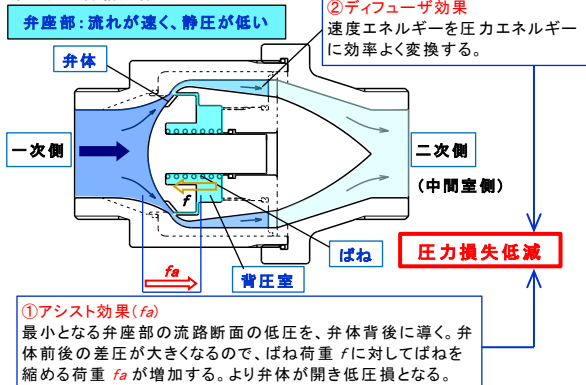 弁座部：流れが速く、静圧が低い
②ディフューザ効果
速度エネルギーを圧力エネルギー
に効率よく変換する。
弁体
一次側
二次側
（中間室側）
f
ばね
背圧室
fa
圧力損失低減
①アシスト効果（fa）
最小となる弁座部の流路断面の低圧を、弁体背後に導く。弁
体前後の差圧が大きくなるので、ばね荷重 f に対してばねを
縮める荷重 fa が増加する。より弁体が開き低圧損となる。